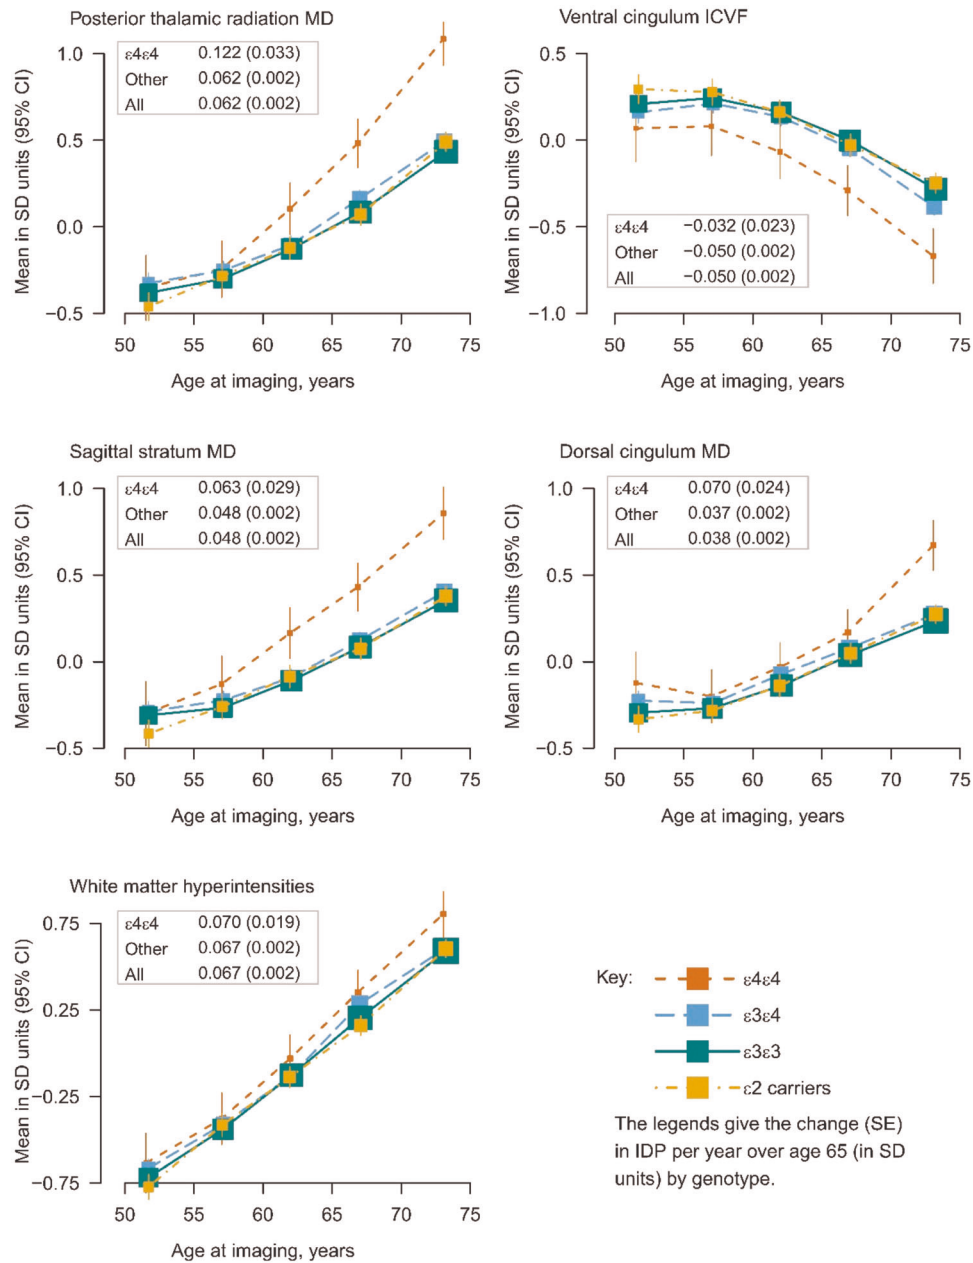 Posterior thalamic radiation MD
ε4ε4 0.122 (0.033)
Other 0.062 (0.002)
All 0.062 (0.002)
Mean in SD units (95% CI)
1.0
0.5
0.0
−0.5
50 55 60 65 70 75
Age at imaging, years
Ventral cingulum ICVF
Mean in SD units (95% CI)
0.5
0.0
−0.5
−1.0
ε4ε4 −0.032 (0.023)
Other −0.050 (0.002)
All −0.050 (0.002)
50 55 60 65 70 75
Age at imaging, years
Sagittal stratum MD
ε4ε4 0.063 (0.029)
Other 0.048 (0.002)
All 0.048 (0.002)
Mean in SD units (95% CI)
1.0
0.5
0.0
−0.5
50 55 60 65 70 75
Age at imaging, years
Dorsal cingulum MD
ε4ε4 0.070 (0.024)
Other 0.037 (0.002)
All 0.038 (0.002)
Mean in SD units (95% CI)
1.0
0.5
0.0
−0.5
50 55 60 65 70 75
Age at imaging, years
White matter hyperintensities
ε4ε4 0.070 (0.019)
Other 0.067 (0.002)
All 0.067 (0.002)
Mean in SD units (95% CI)
0.75
0.25
−0.25
−0.75
50 55 60 65 70 75
Age at imaging, years
Key:
ε4ε4
ε3ε4
ε3ε3
ε2 carriers
The legends give the change (SE)
in IDP per year over age 65 (in SD
units) by genotype.